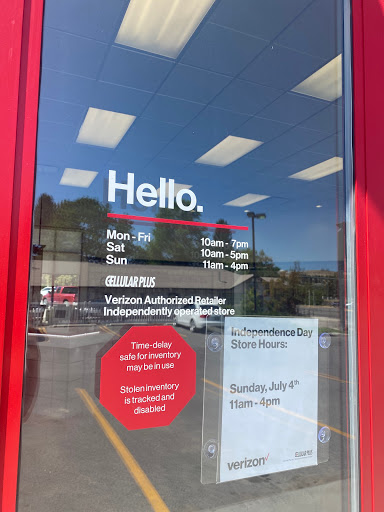 Hello.
Mon - Fri 10am - 7pm
Sat 10am - 5pm
Sun 11am - 4pm
CELLULAR PLUS
Verizon Authorized Retailer
Independently operated store
Time-delay
safe for inventory
may be in use
Stolen inventory
is tracked and
disabled
Independence Day
Store Hours:
Sunday, July 4th
11am - 4pm
verizon✓ CELLULAR PLUS